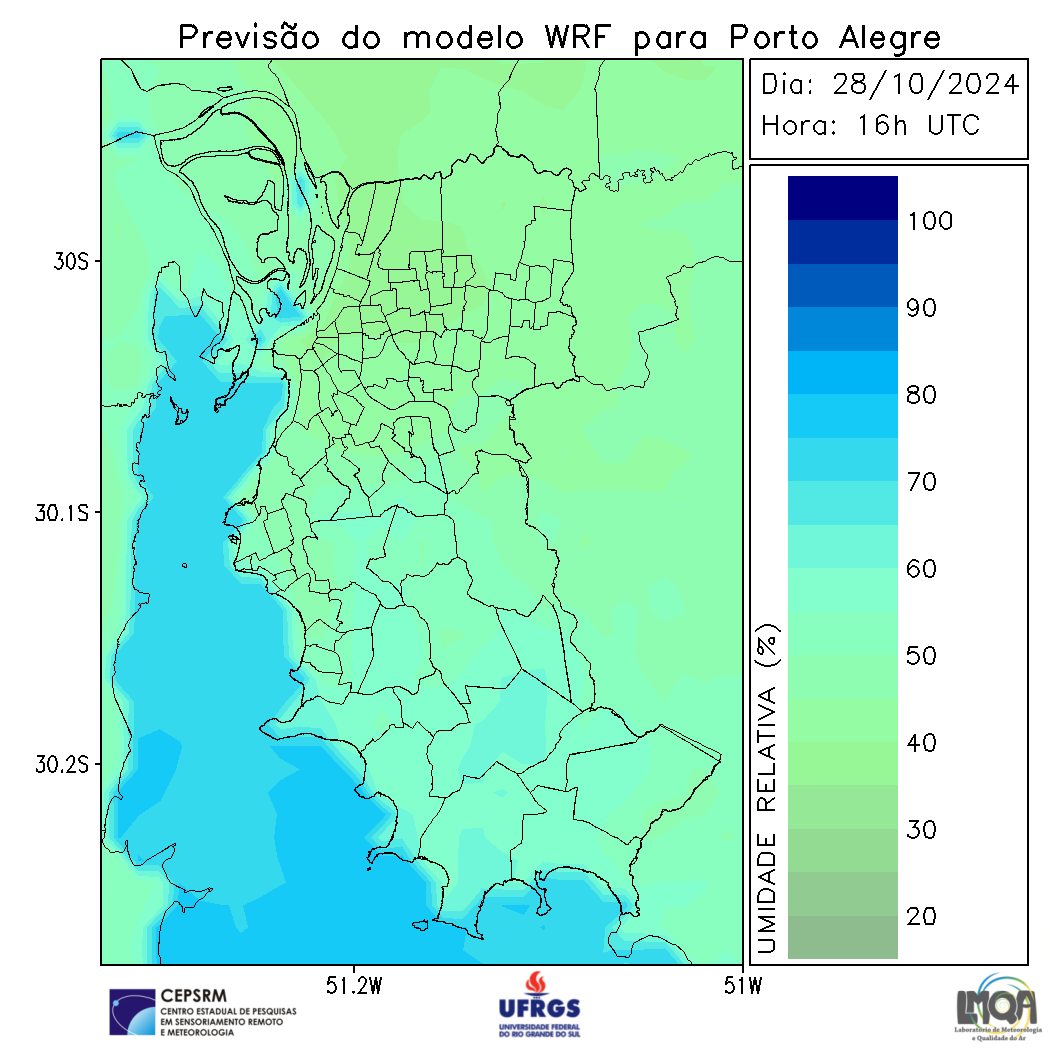 Previsão do modelo WRF para Porto Alegre
Dia: 28/10/2024
Hora: 16h UTC
100
90
80
70
60
50
40
30
20
UMIDADE RELATIVA (%)
30S
30.1S
30.2S
51.2W
51W
CEPSRM
CENTRO ESTADUAL DE PESQUISAS
EM SENSORIAMENTO REMOTO
E METEOROLOGIA
UFRGS
UNIVERSIDADE FEDERAL
DO RIO GRANDE DO SUL
LMQA
Laboratório de Meteorologia
e Qualidade do Ar